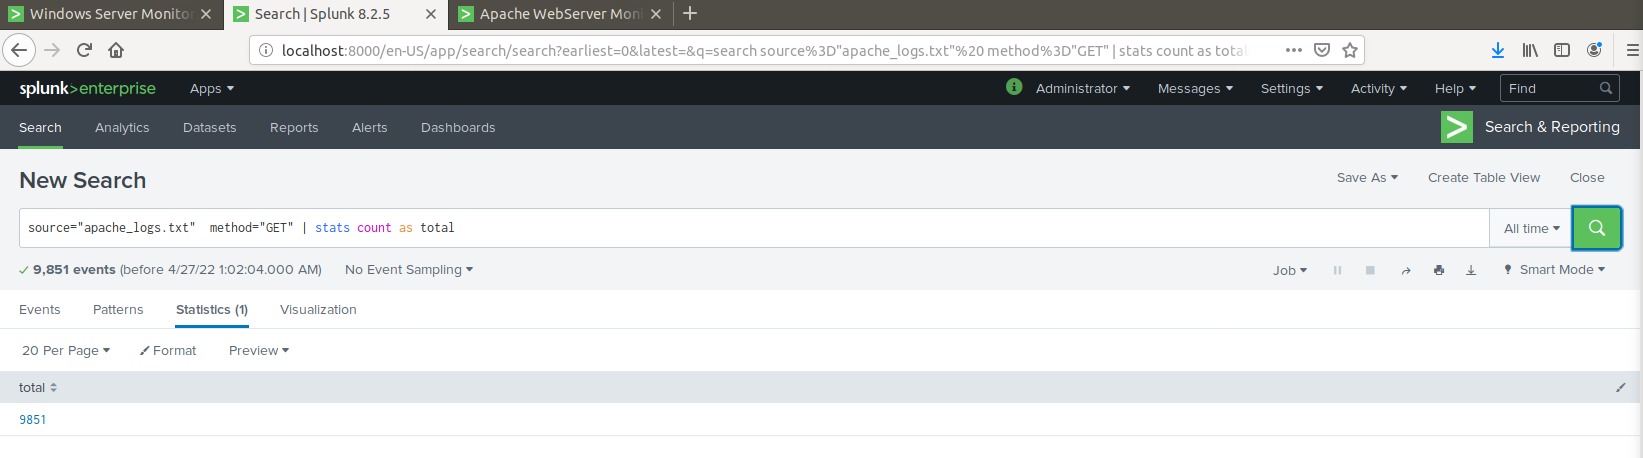 Windows Server Monito
Search | Splunk 8.2.5
Apache WebServer Moni
localhost:8000/en-US/app/search/search?earliest=0&latest=&q=search source%3D"apache_logs.txt"%20 method%3D"GET" | stats count as total
splunk>enterprise Apps Administrator Messages Settings Activity Help Find
Search Analytics Datasets Reports Alerts Dashboards Search & Reporting
New Search Save As Create Table View Close
source="apache_logs.txt"  method="GET" | stats count as total All time
9,851 events (before 4/27/22 1:02:04.000 AM) No Event Sampling Job Smart Mode
Events Patterns Statistics (1) Visualization
20 Per Page Format Preview
total
9851